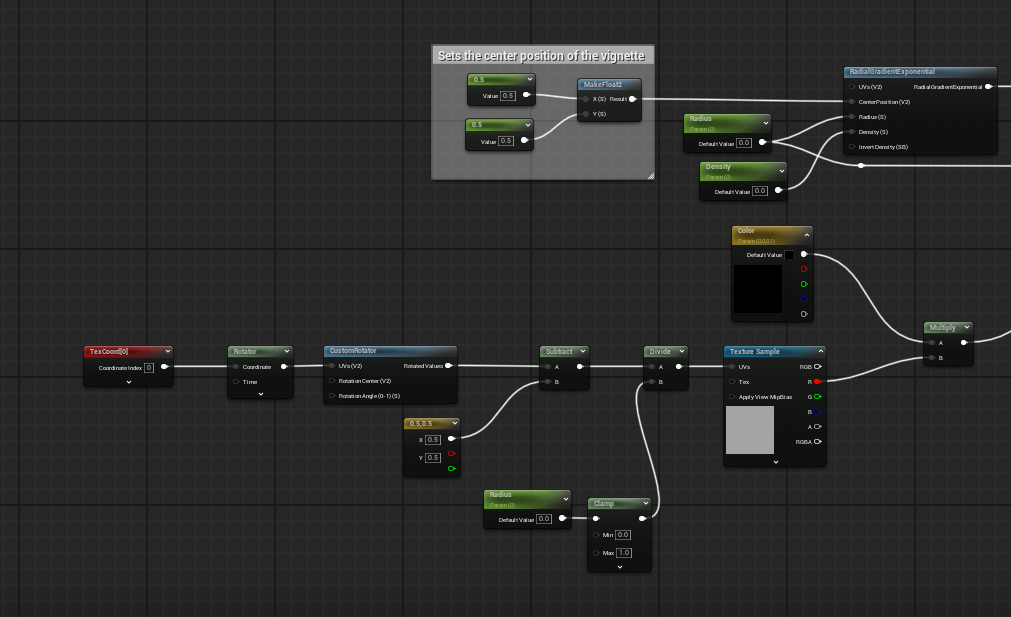 Sets the center position of the vignette
0.5
Value 0.5
0.5
Value 0.5
MakeFloat2
X (S) Result
Y (S)
Radius
Param (0)
Default Value 0.0
Density
Param (0)
Default Value 0.0
RadialGradientExponential
UVs (V2) RadialGradientExponential
CenterPosition (V2)
Radius (S)
Density (S)
Invert Density (SB)
Color
Param (0,0,0,1)
Default Value
Multiply
A
B
TexCoord[0]
Coordinate Index 0
Rotator
Coordinate
Time
CustomRotator
UVs (V2) Rotated Values
Rotation Center (V2)
Rotation Angle (0-1) (S)
0.5,0.5
X 0.5
Y 0.5
Subtract
A
B
Divide
A
B
Texture Sample
UVs RGB
Tex R
Apply View MipBias G
B
A
RGBA
Radius
Param (0)
Default Value 0.0
Clamp
Min 0.0
Max 1.0